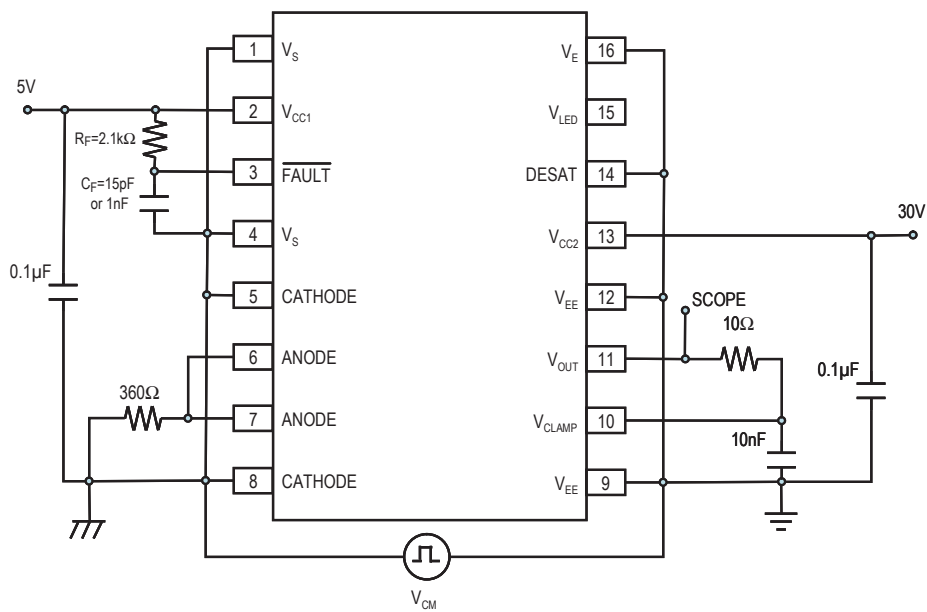 1 V_S
2 V_CC1
3 FAULT
4 V_S
5 CATHODE
6 ANODE
7 ANODE
8 CATHODE
16 V_E
15 V_LED
14 DESAT
13 V_CC2
12 V_EE
11 V_OUT
10 V_CLAMP
9 V_EE
5V
R_F=2.1kΩ
C_F=15pF
or 1nF
0.1µF
360Ω
30V
SCOPE
10Ω
0.1µF
10nF
V_CM